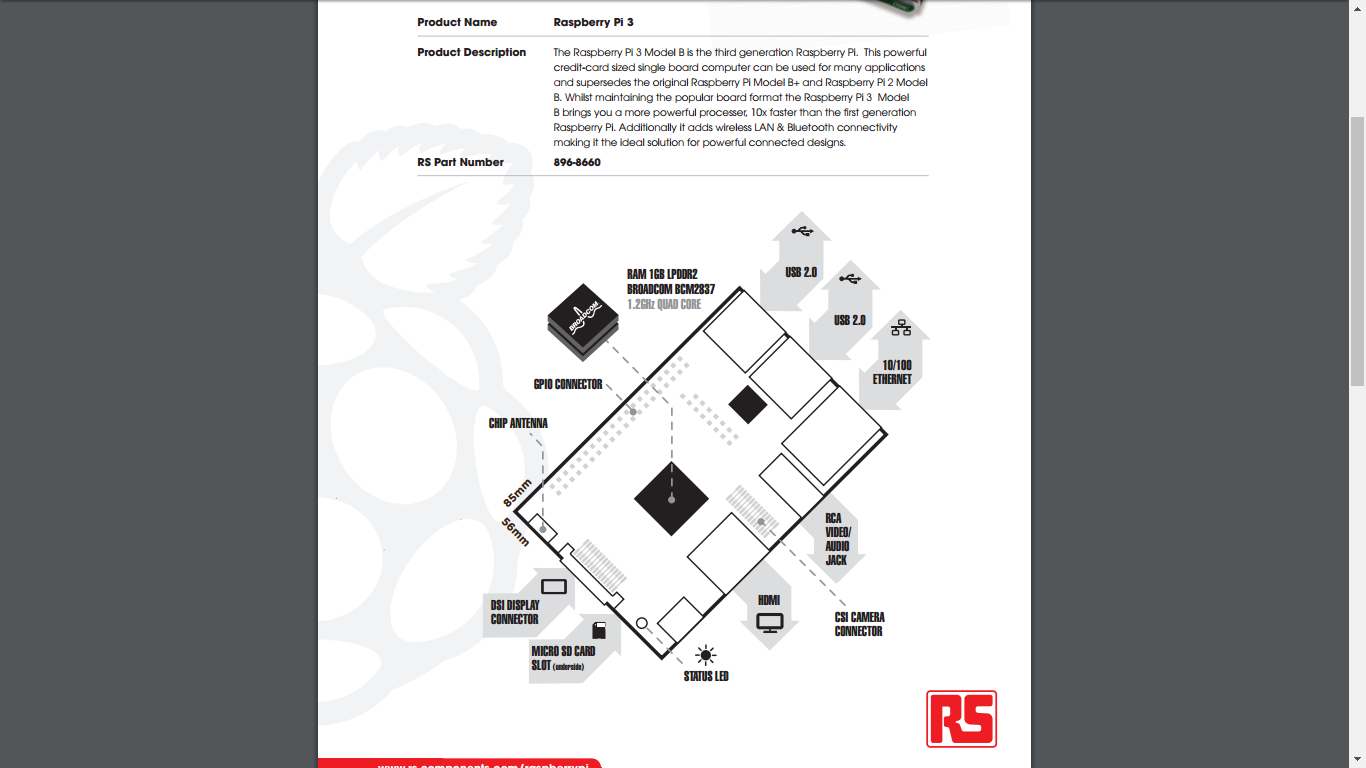 Product Name Raspberry Pi 3
Product Description The Raspberry Pi 3 Model B is the third generation Raspberry Pi. This powerful
credit-card sized single board computer can be used for many applications
and supersedes the original Raspberry Pi Model B+ and Raspberry Pi 2 Model
B. Whilst maintaining the popular board format the Raspberry Pi 3 Model
B brings you a more powerful processer, 10x faster than the first generation
Raspberry Pi. Additionally it adds wireless LAN & Bluetooth connectivity
making it the ideal solution for powerful connected designs.
RS Part Number 896-8660
USB 2.0
RAM 1GB LPDDR2
BROADCOM BCM2837
1.2GHz QUAD CORE
BROADCOM
USB 2.0
10/100
ETHERNET
GPIO CONNECTOR
CHIP ANTENNA
85mm
56mm
RCA
VIDEO/
AUDIO
JACK
DSI DISPLAY
CONNECTOR
HDMI
CSI CAMERA
CONNECTOR
MICRO SD CARD
SLOT (underside)
STATUS LED
RS
www.rs-components.com/raspberrypi